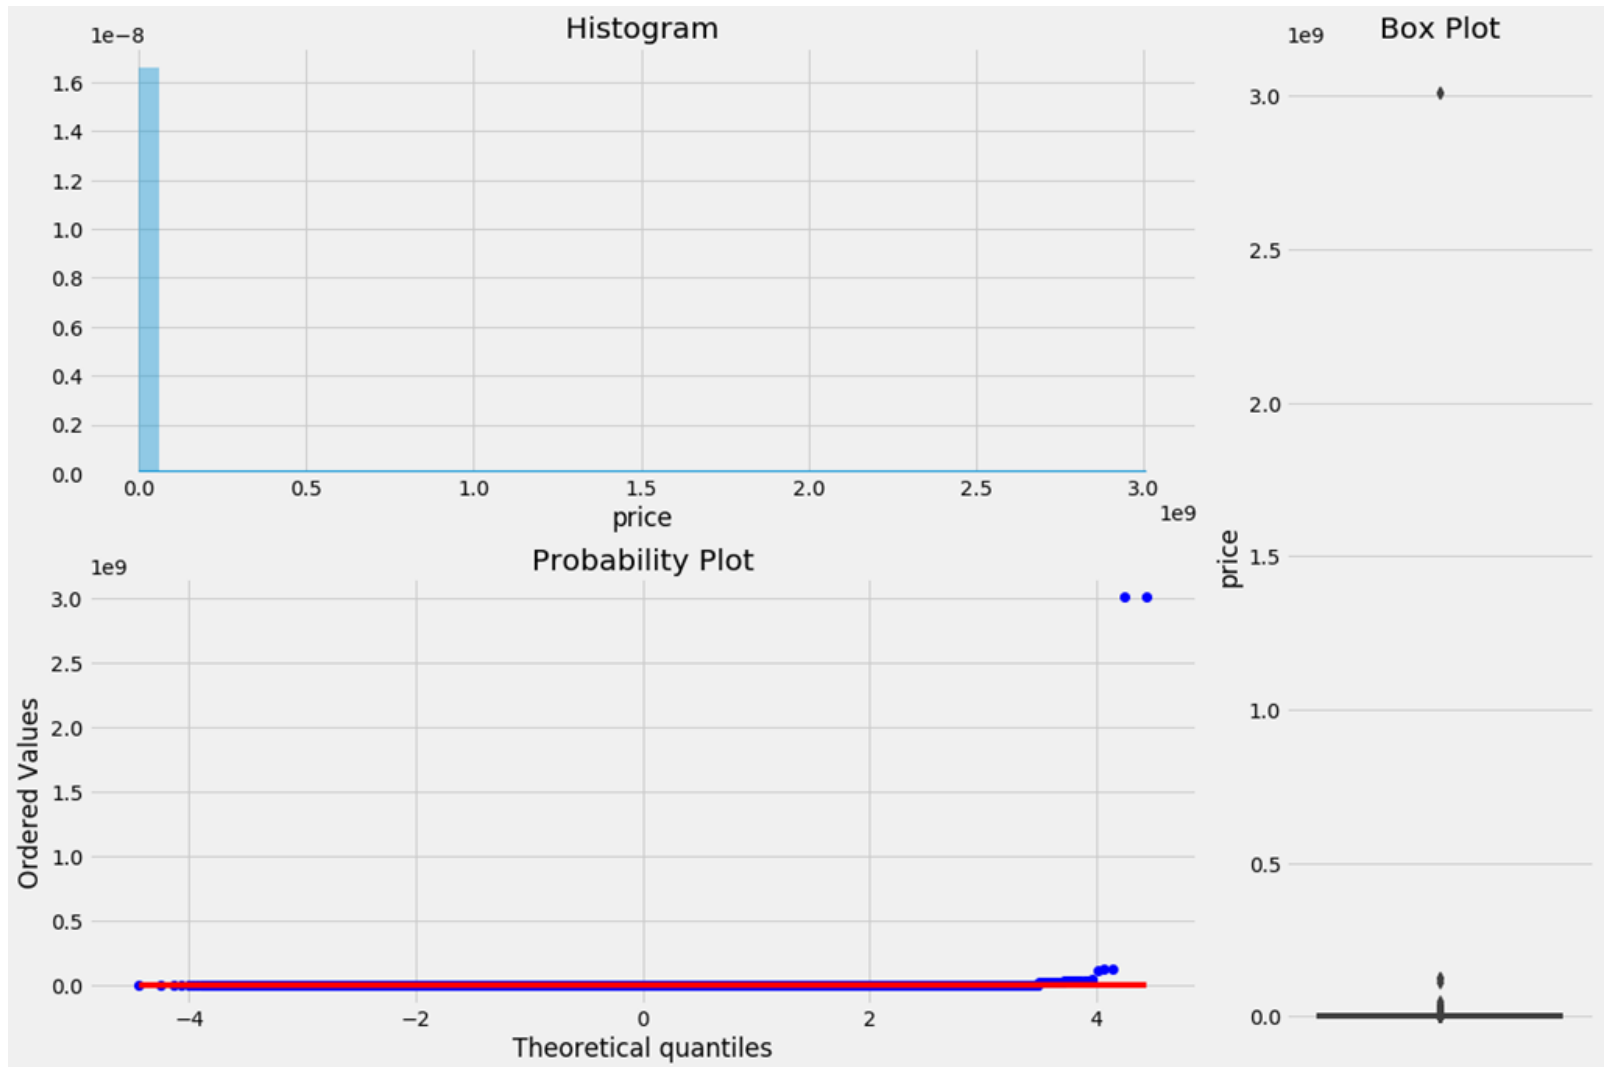 Histogram
1e−8
1.6
1.4
1.2
1.0
0.8
0.6
0.4
0.2
0.0
0.0 0.5 1.0 1.5 2.0 2.5 3.0
1e9
price
Probability Plot
1e9
3.0
2.5
2.0
1.5
1.0
0.5
0.0
Ordered Values
−4 −2 0 2 4
Theoretical quantiles
Box Plot
1e9
3.0
2.5
2.0
1.5
1.0
0.5
0.0
price